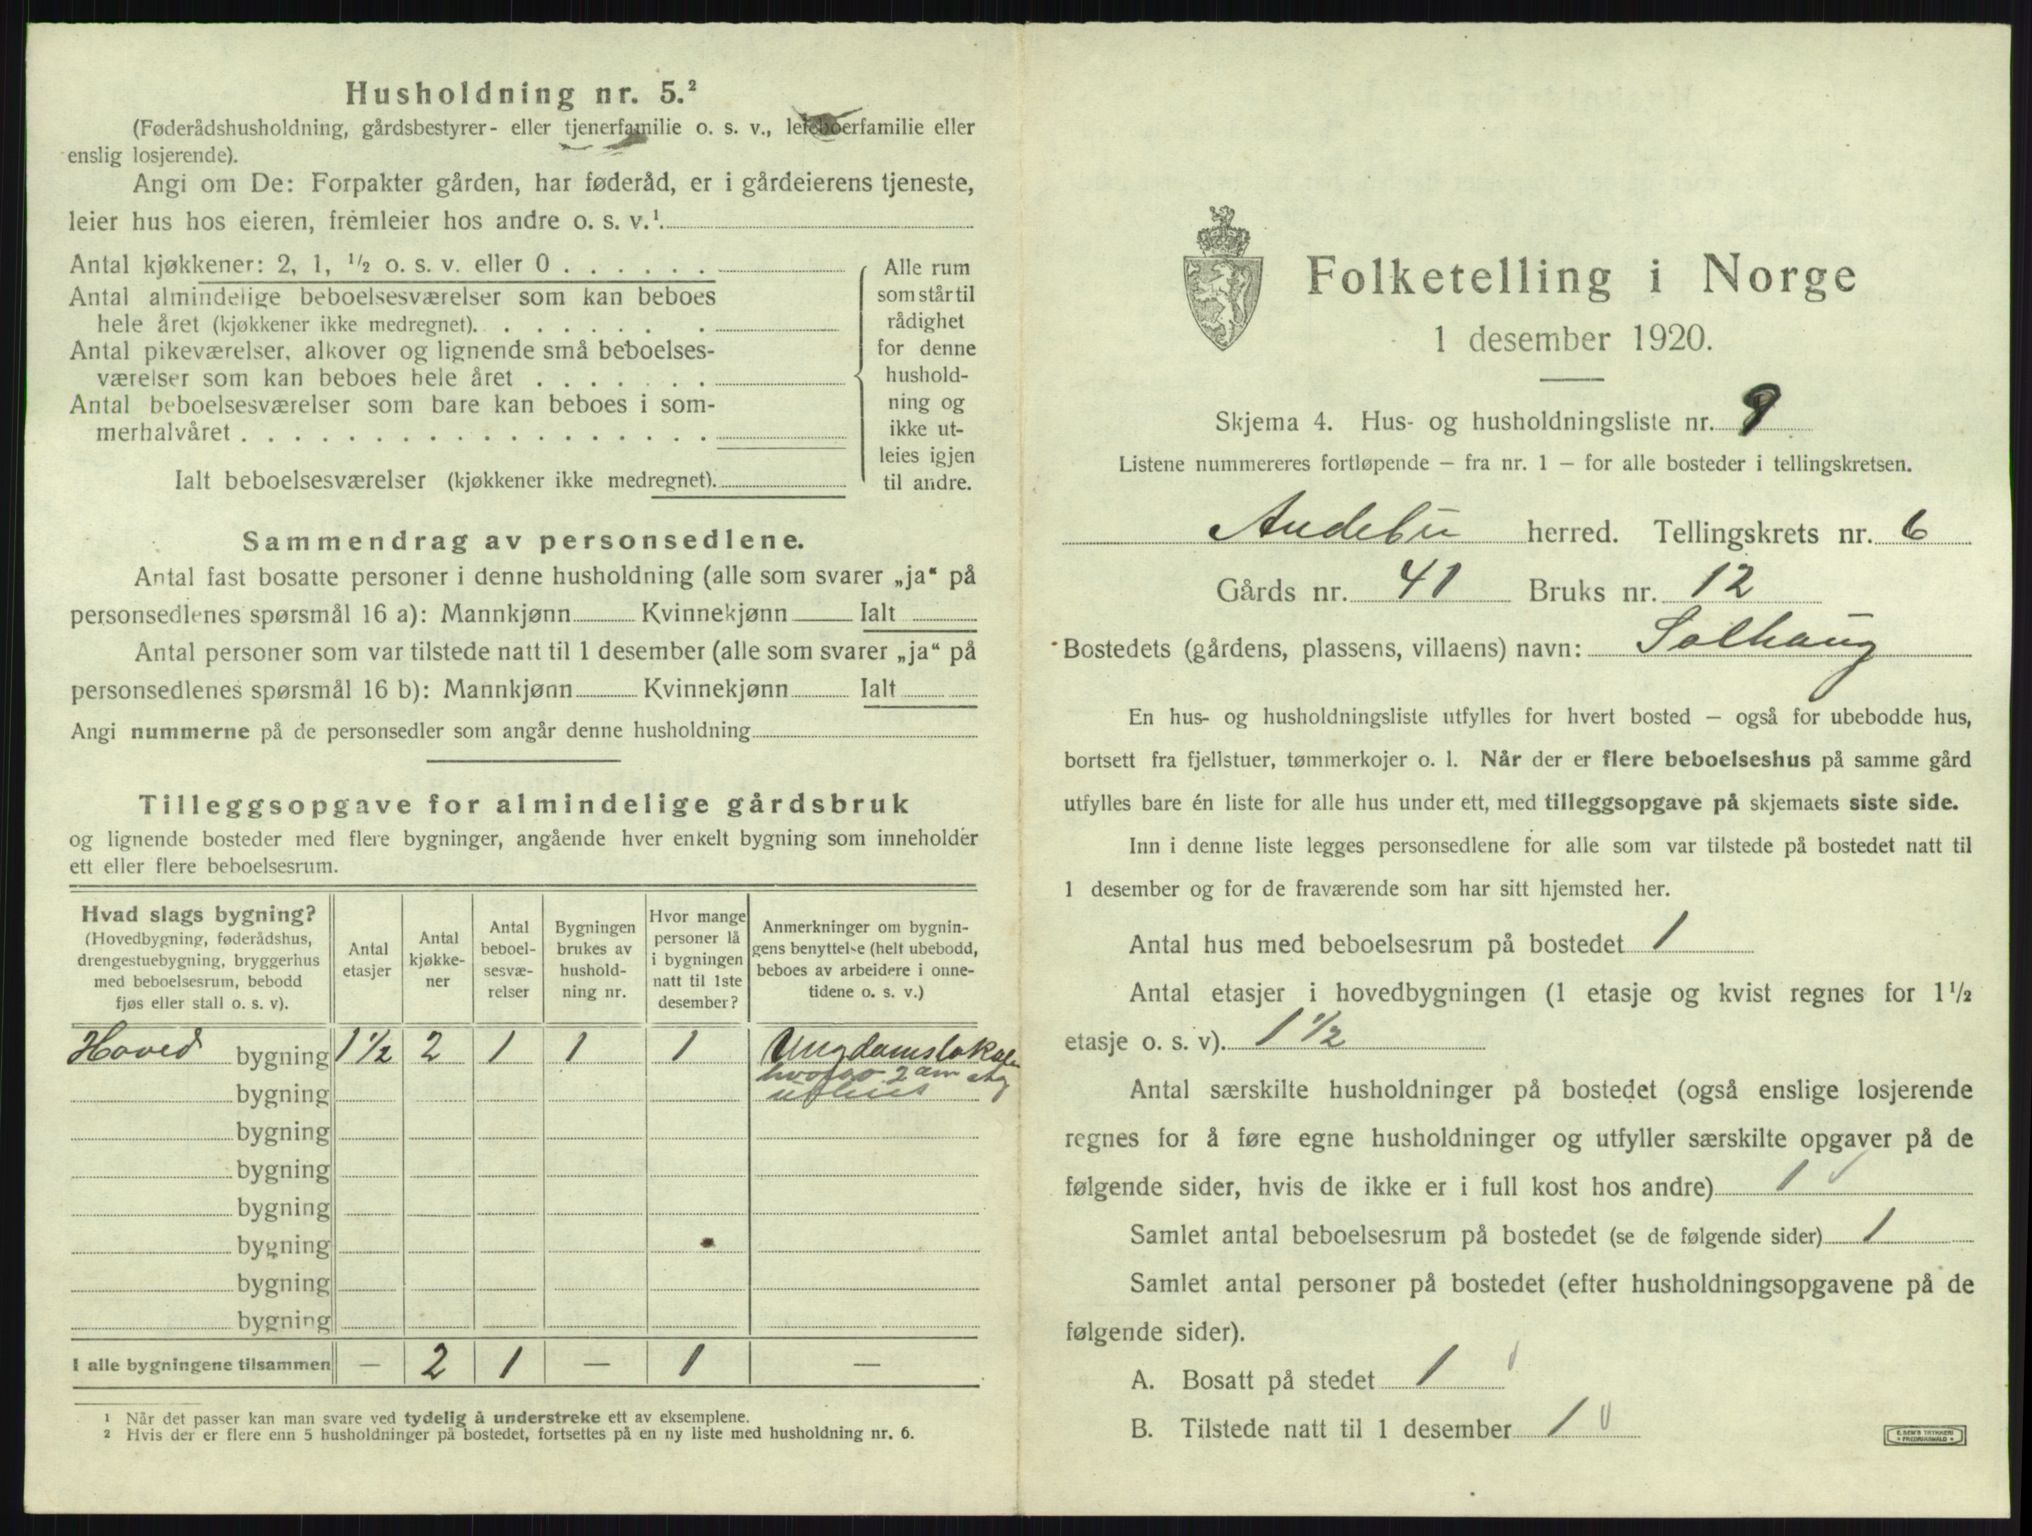 Husholdning nr. 5.²
(Føderådshusholdning, gårdsbestyrer- eller tjenerfamilie o. s. v., leieboerfamilie eller
enslig losjerende).
Angi om De: Forpakter gården, har føderåd, er i gårdeierens tjeneste,
leier hus hos eieren, fremleier hos andre o. s. v.¹
Antal kjøkkener: 2, 1, ¹/₂ o. s. v. eller 0 . . . . . .
Antal almindelige beboelsesværelser som kan beboes
hele året (kjøkkener ikke medregnet). . . . . . . .
Antal pikeværelser, alkover og lignende små beboelses-
værelser som kan beboes hele året . . . . . . .
Antal beboelsesværelser som bare kan beboes i som-
merhalvåret . . . . . . . . . . . . . . . . . .
Ialt beboelsesværelser (kjøkkener ikke medregnet).
Alle rum
som står til
rådighet
for denne
hushold-
ning og
ikke ut-
leies igjen
til andre.
Sammendrag av personsedlene.
Antal fast bosatte personer i denne husholdning (alle som svarer „ja“ på
personsedlenes spørsmål 16 a): Mannkjønn Kvinnekjønn Ialt
Antal personer som var tilstede natt til 1 desember (alle som svarer „ja“ på
personsedlenes spørsmål 16 b): Mannkjønn Kvinnekjønn Ialt
Angi nummerne på de personsedler som angår denne husholdning
Tilleggsopgave for almindelige gårdsbruk
og lignende bosteder med flere bygninger, angående hver enkelt bygning som inneholder
ett eller flere beboelsesrum.
Hvad slags bygning?
(Hovedbygning, føderådshus,
drengestuebygning, bryggerhus
med beboelsesrum, bebodd
fjøs eller stall o. s. v).
Antal
etasjer
Antal
kjøkke-
ner
Antal
beboel-
sesvæ-
relser
Bygningen
brukes av
hushold-
ning nr.
Hvor mange
personer lå
i bygningen
natt til 1ste
desember?
Anmerkninger om bygnin-
gens benyttelse (helt ubebodd,
beboes av arbeidere i onne-
tidene o. s. v.)
Hoved bygning 1 ½ 2 1 1 1 Ungdomslokale
bygning
bygning
bygning
bygning
bygning
bygning
bygning
I alle bygningene tilsammen — 2 1 — 1 —
1 Når det passer kan man svare ved tydelig å understreke ett av eksemplene.
2 Hvis der er flere enn 5 husholdninger på bostedet, fortsettes på en ny liste med husholdning nr. 6.
Folketelling i Norge
1 desember 1920.
Skjema 4. Hus- og husholdningsliste nr. 9
Listene nummereres fortløpende — fra nr. 1 — for alle bosteder i tellingskretsen.
Andebu herred. Tellingskrets nr. 6
Gårds nr. 41 Bruks nr. 12
Bostedets (gårdens, plassens, villaens) navn: Solhaug
En hus- og husholdningsliste utfylles for hvert bosted — også for ubebodde hus,
bortsett fra fjellstuer, tømmerkojer o. l. Når der er flere beboelseshus på samme gård
utfylles bare én liste for alle hus under ett, med tilleggsopgave på skjemaets siste side.
Inn i denne liste legges personsedlene for alle som var tilstede på bostedet natt til
1 desember og for de fraværende som har sitt hjemsted her.
Antal hus med beboelsesrum på bostedet 1
Antal etasjer i hovedbygningen (1 etasje og kvist regnes for 1½
etasje o. s. v). 1 ½
Antal særskilte husholdninger på bostedet (også enslige losjerende
regnes for å føre egne husholdninger og utfyller særskilte opgaver på de
følgende sider, hvis de ikke er i full kost hos andre) 1
Samlet antal beboelsesrum på bostedet (se de følgende sider) 1
Samlet antal personer på bostedet (efter husholdningsopgavene på de
følgende sider).
A. Bosatt på stedet 1
B. Tilstede natt til 1 desember 1
E. SEM'S TRYKKERI
FREDRIKSHALD